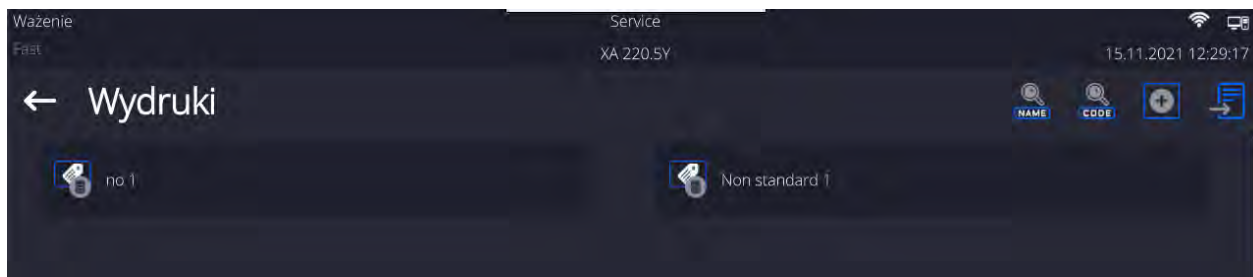 Ważenie Service
Fast XA 220.5Y 15.11.2021 12:29:17
Wydruki NAME CODE
no 1 Non standard 1